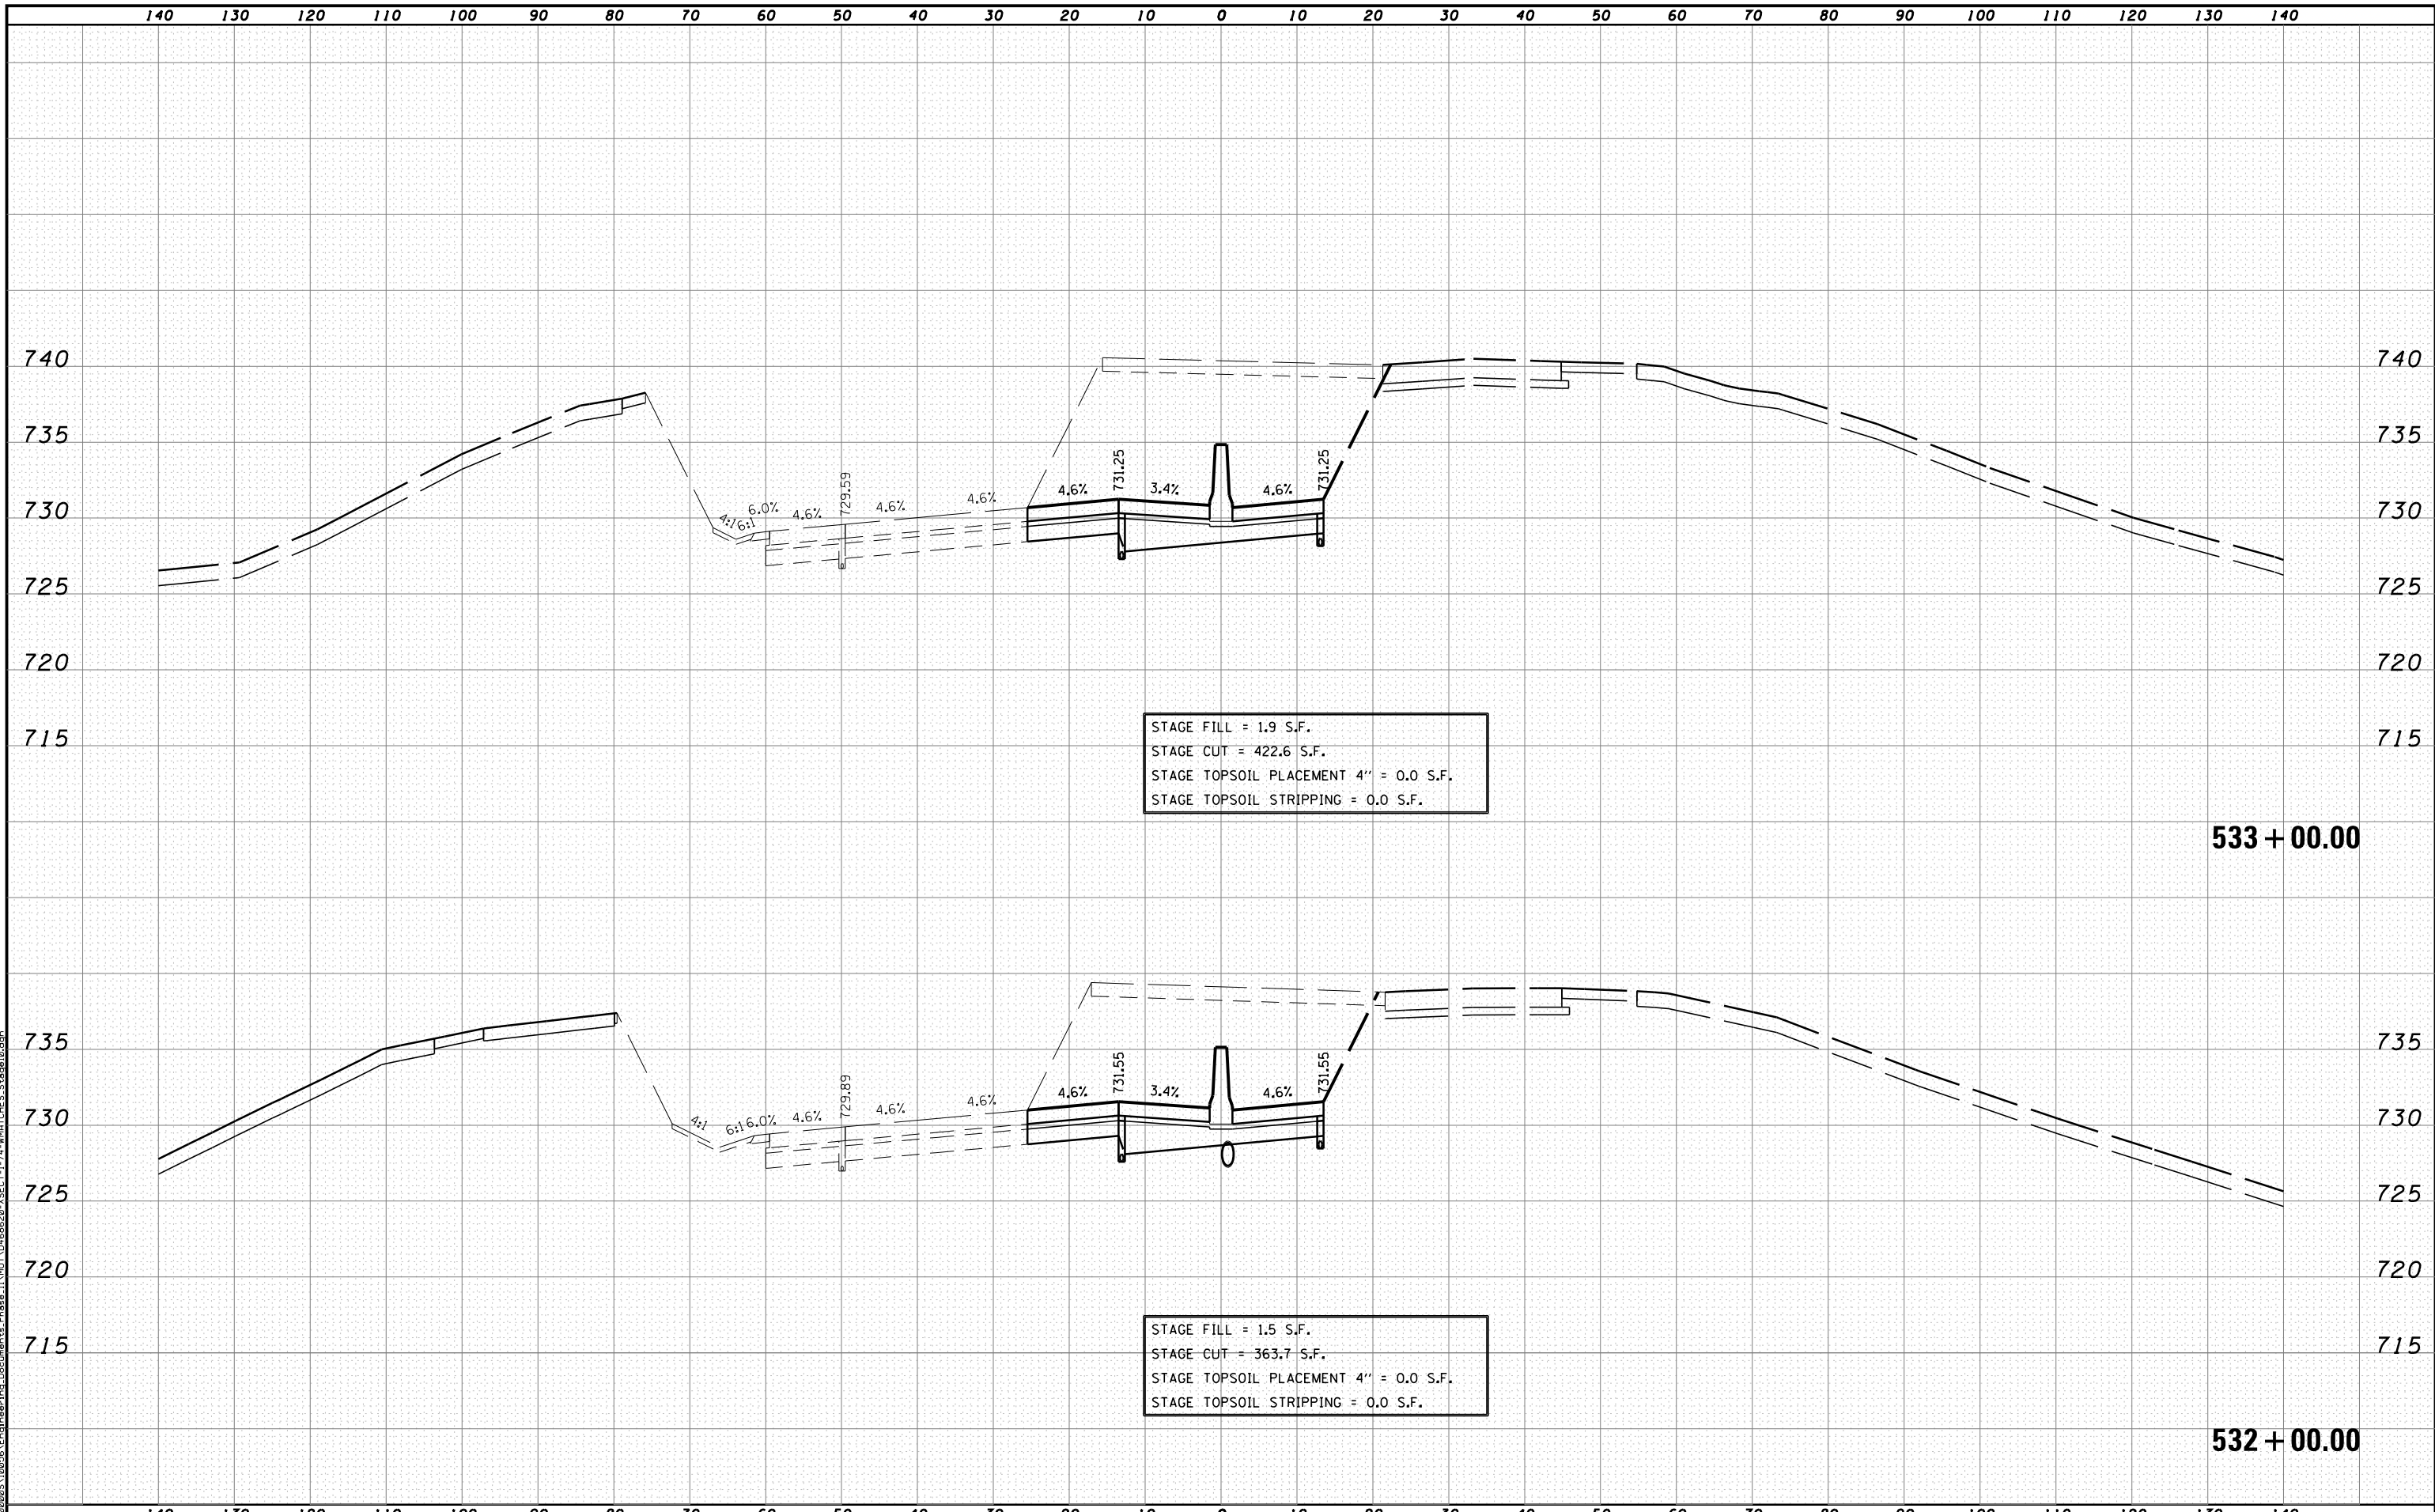 140 130 120 110 100 90 80 70 60 50 40 30 20 10 0 10 20 30 40 50 60 70 80 90 100 110 120 130 140
740 740
735 735
731.25 731.25
729.59
4.6% 3.4% 4.6%
4:1 6:1 6.0% 4.6% 4.6% 4.6%
730 730
725 725
720 720
STAGE FILL = 1.9 S.F.
715 715
STAGE CUT = 422.6 S.F.
STAGE TOPSOIL PLACEMENT 4'' = 0.0 S.F.
STAGE TOPSOIL STRIPPING = 0.0 S.F.
533+00.00
735 735
731.55 731.55
729.89
4.6% 3.4% 4.6%
4:1 6:1 6.0% 4.6% 4.6% 4.6%
730 730
725 725
720 720
STAGE FILL = 1.5 S.F.
715 715
STAGE CUT = 363.7 S.F.
STAGE TOPSOIL PLACEMENT 4'' = 0.0 S.F.
STAGE TOPSOIL STRIPPING = 0.0 S.F.
532+00.00